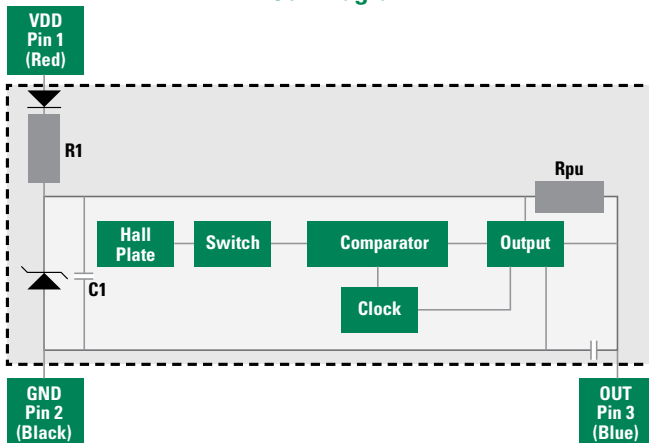 VDD
Pin 1
(Red)
R1
Rpu
Hall
Plate
Switch
Comparator
Output
C1
Clock
GND
Pin 2
(Black)
OUT
Pin 3
(Blue)